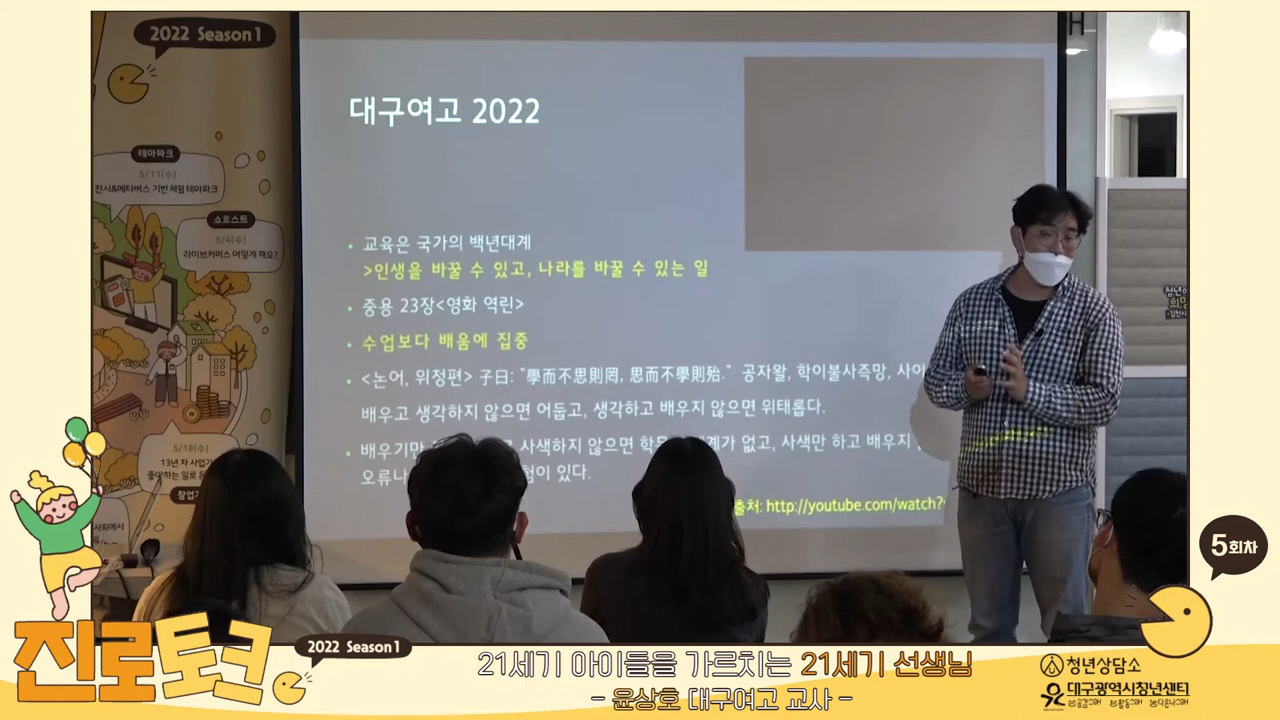 2022 Season 1
테마파크
5/11(수)
전시&메타버스 기반 체험 테마파크
쇼호스트
5/4(수)
라이브커머스 어떻게 해요?
5/18(수)
13년 차 사업가
창업가
사회에서
대구여고 2022
• 교육은 국가의 백년대계
>인생을 바꿀 수 있고, 나라를 바꿀 수 있는 일
• 중용 23장<영화 역린>
• 수업보다 배움에 집중
• <논어, 위정편> 子曰: "學而不思則罔, 思而不學則殆." 공자왈, 학이불사즉망, 사이
배우고 생각하지 않으면 어둡고, 생각하고 배우지 않으면 위태롭다.
• 배우기만 사색하지 않으면 학문 체계가 없고, 사색만 하고 배우지
오류나 험이 있다.
출처: http://youtube.com/watch?
5회차
진로토크
2022 Season 1
21세기 아이들을 가르치는 21세기 선생님
- 윤상호 대구여고 교사 -
청년상담소
대구광역시청년센터